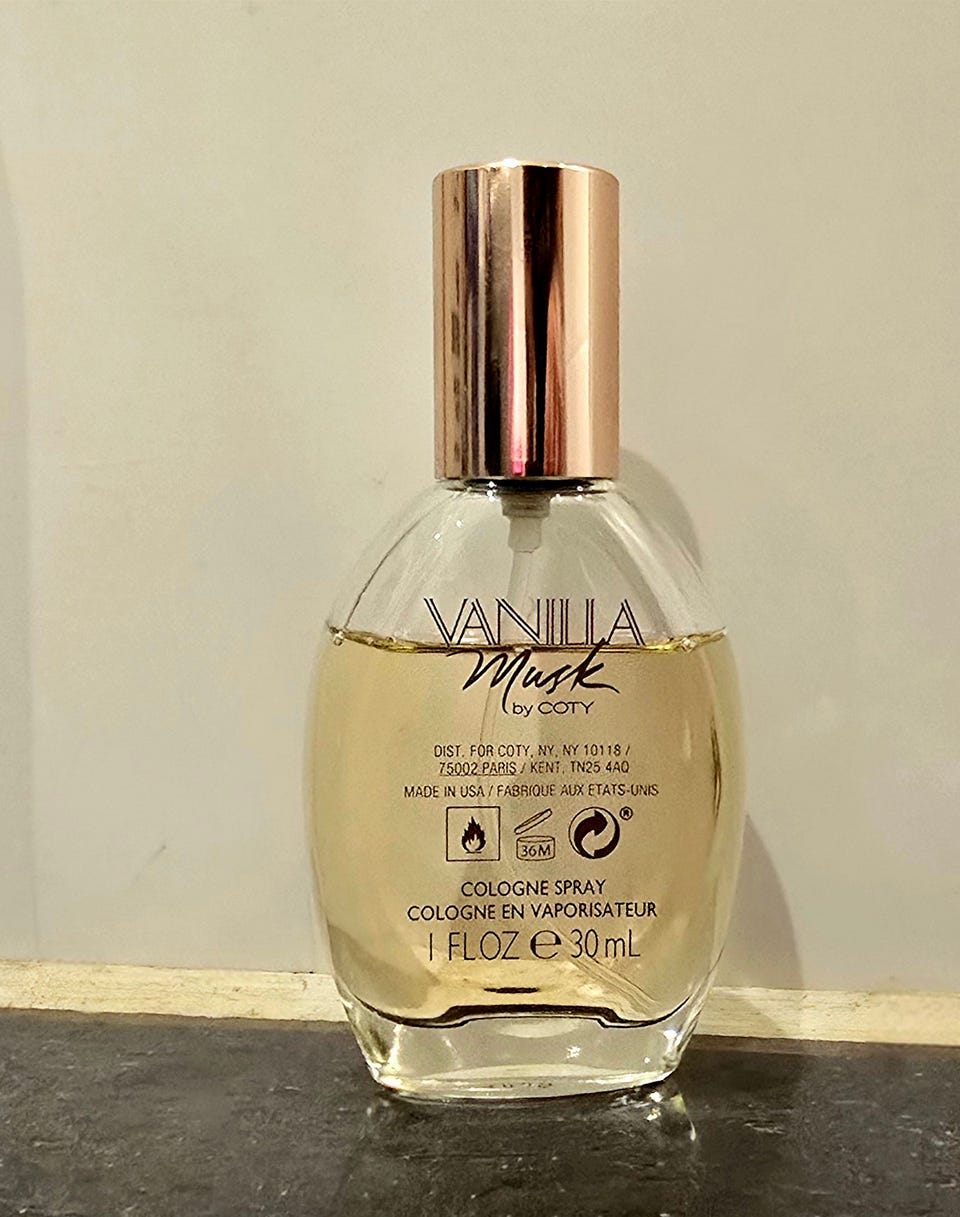 VANILLA
Musk
by COTY
DIST. FOR COTY, NY, NY 10118 /
75002 PARIS / KENT, TN25 4AQ
MADE IN USA / FABRIQUE AUX ETATS-UNIS
36M
®
COLOGNE SPRAY
COLOGNE EN VAPORISATEUR
1 FL.OZ ℮ 30 mL